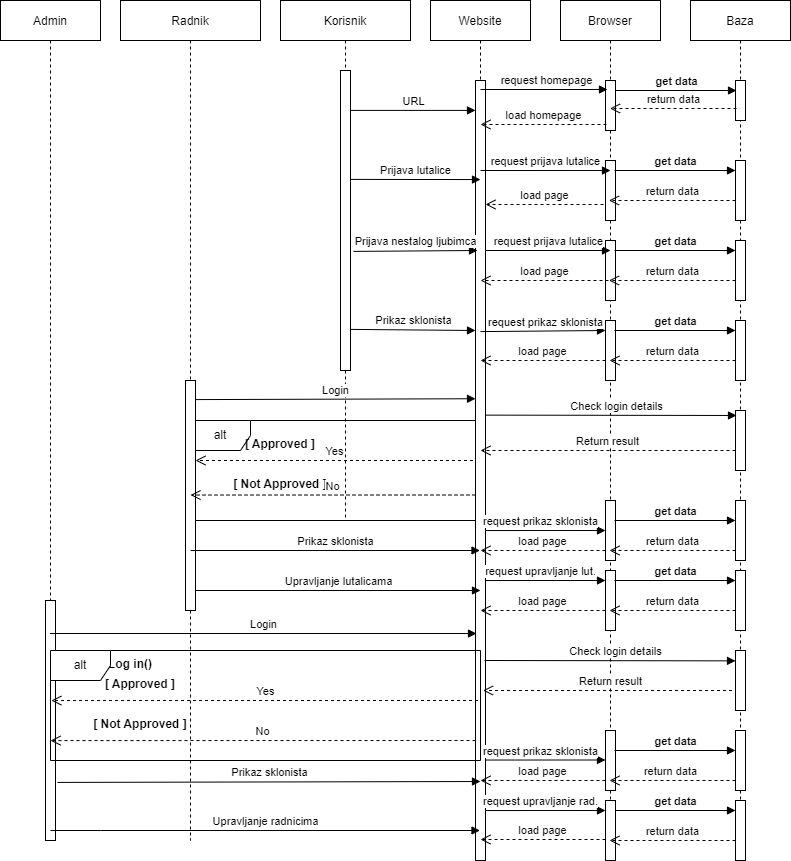 Admin
Radnik
Korisnik
Website
Browser
Baza
request homepage
get data
URL
return data
load homepage
Prijava lutalice
request prijava lutalice
get data
load page
return data
Prijava nestalog ljubimca
request prijava lutalice
get data
load page
return data
Prikaz sklonista
request prikaz sklonista
get data
load page
return data
Login
Check login details
alt
[ Approved ]
Yes
Return result
[ Not Approved ]
No
request prikaz sklonista
get data
Prikaz sklonista
load page
return data
request upravljanje lut.
get data
Upravljanje lutalicama
load page
return data
Login
Check login details
alt
Log in()
[ Approved ]
Yes
Return result
[ Not Approved ]
No
request prikaz sklonista
get data
Prikaz sklonista
load page
return data
request upravljanje rad.
get data
Upravljanje radnicima
load page
return data